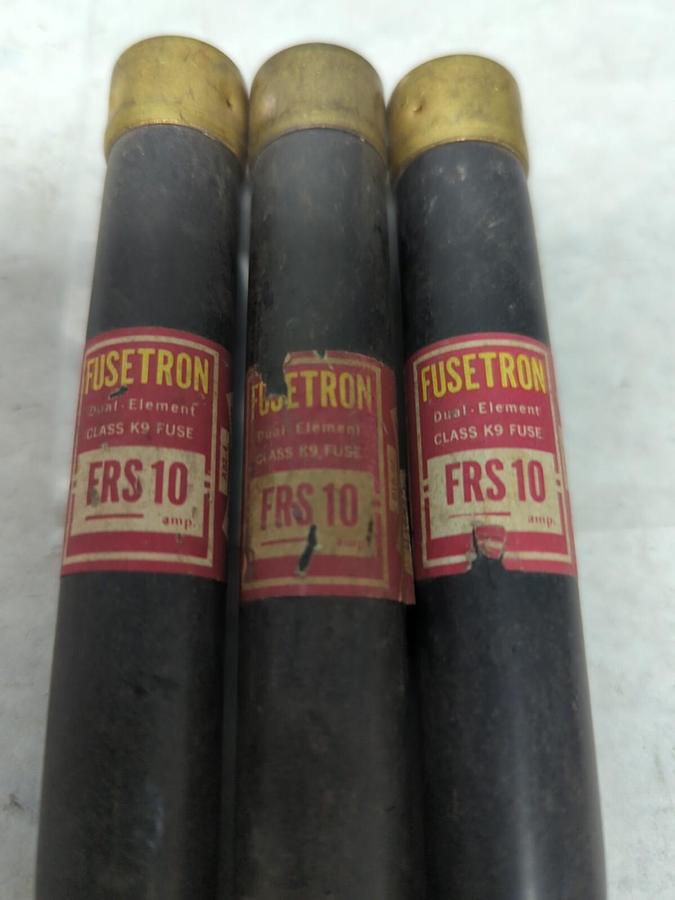 FUSETRON
Dual-Element
CLASS K9 FUSE
FRS 10
amp.
FUSETRON
Dual-Element
CLASS K9 FUSE
FRS 10
amp.
FUSETRON
Dual-Element
CLASS K9 FUSE
FRS 10
amp.